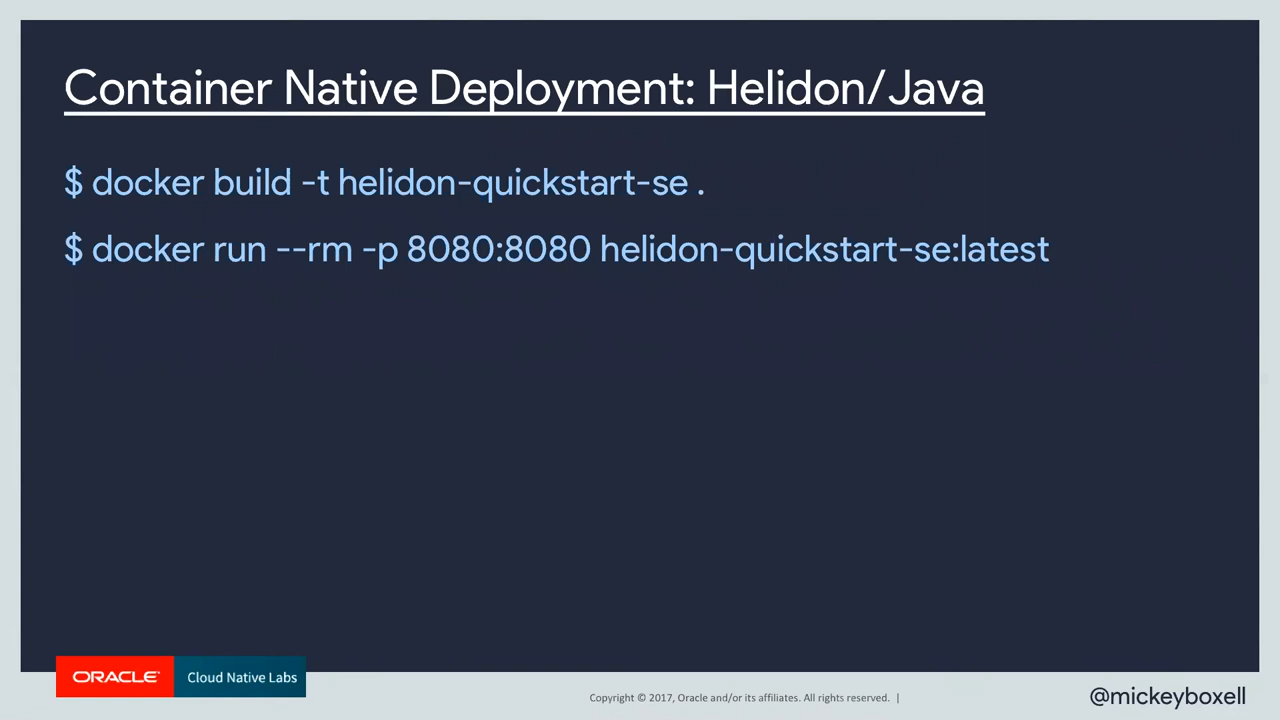 Container Native Deployment: Helidon/Java
$ docker build -t helidon-quickstart-se .
$ docker run --rm -p 8080:8080 helidon-quickstart-se:latest
ORACLE Cloud Native Labs
Copyright © 2017, Oracle and/or its affiliates. All rights reserved. |
@mickeyboxell